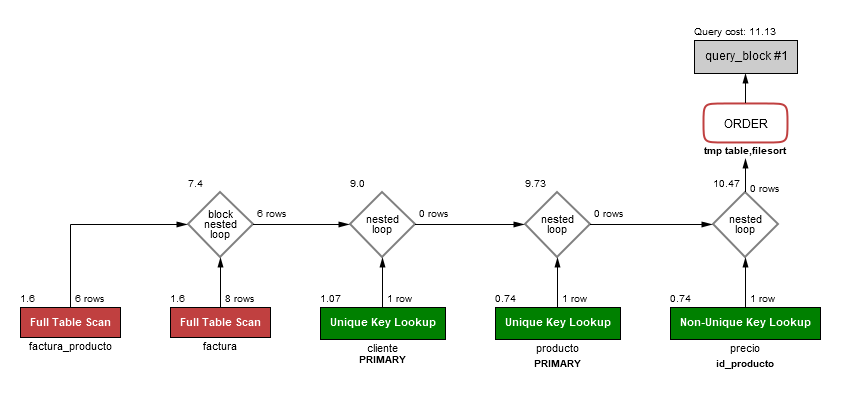 Query cost: 11.13
query_block #1
ORDER
tmp table,filesort
7.4
9.0
9.73
10.47
0 rows
block
nested
loop
6 rows
nested
loop
0 rows
nested
loop
0 rows
nested
loop
1.6
6 rows
1.6
8 rows
1.07
1 row
0.74
1 row
0.74
1 row
Full Table Scan
Full Table Scan
Unique Key Lookup
Unique Key Lookup
Non-Unique Key Lookup
factura_producto
factura
cliente
PRIMARY
producto
PRIMARY
precio
id_producto